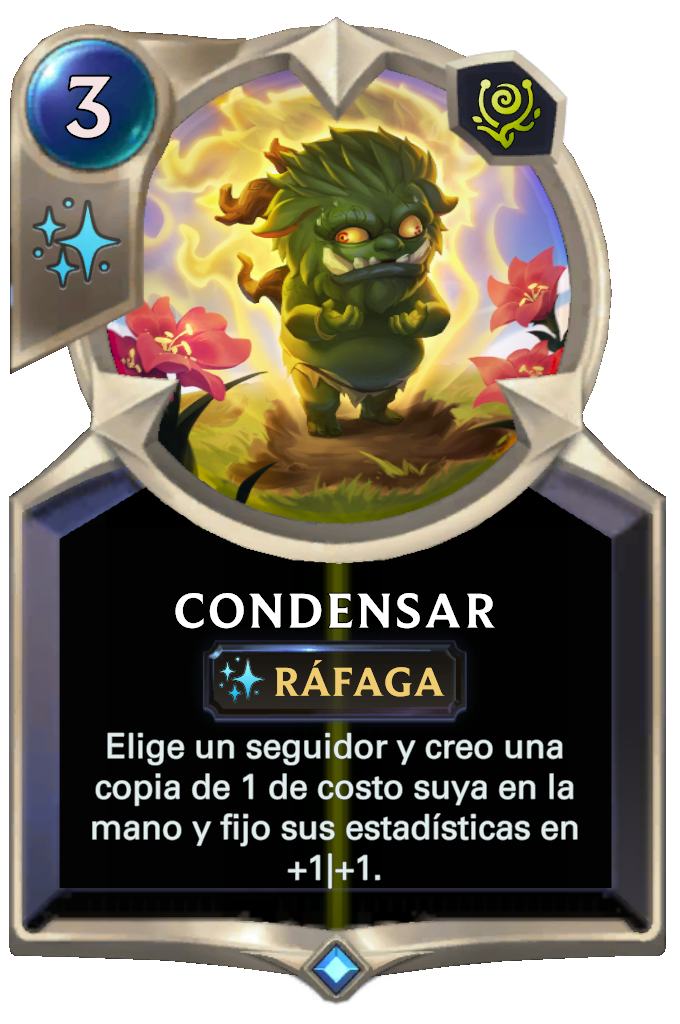 3
CONDENSAR
RÁFAGA
Elige un seguidor y creo una
copia de 1 de costo suya en la
mano y fijo sus estadísticas en
+1|+1.